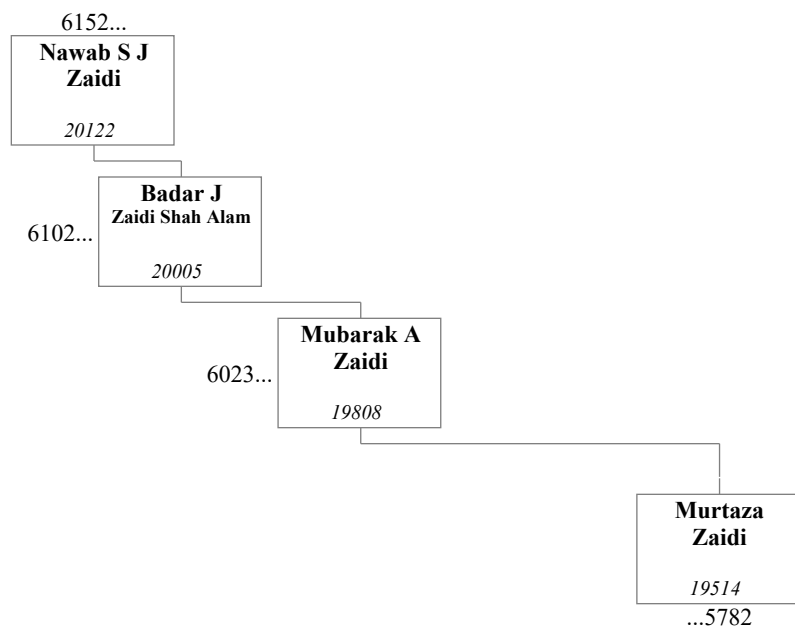 6152...
Nawab S J
Zaidi
20122
Badar J
Zaidi Shah Alam
6102...
20005
Mubarak A
Zaidi
6023...
19808
Murtaza
Zaidi
19514
...5782